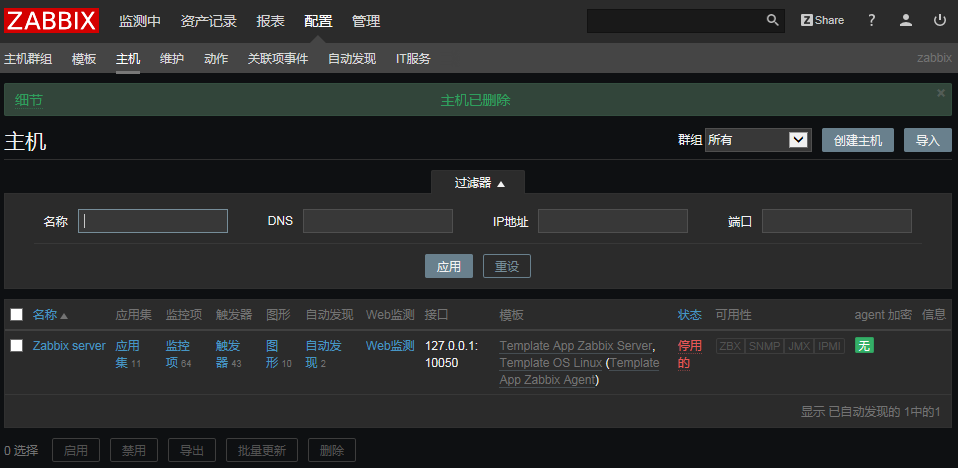 ZABBIX 监测中 资产记录 报表 配置 管理 Z Share ?
主机群组 模板 主机 维护 动作 关联项事件 自动发现 IT服务 zabbix
细节 主机已删除 ×
主机 群组 所有 创建主机 导入
过滤器 ▲
名称 DNS IP地址 端口
应用 重设
名称 ▲ 应用集 监控项 触发器 图形 自动发现 Web监测 接口 模板 状态 可用性 agent 加密 信息
Zabbix server 应用 监控 触发 图 自动发 Web监测 127.0.0.1: Template App Zabbix Server, 停用 ZBX SNMP JMX IPMI 无
集 11 项 64 器 43 形 10 现 2 10050 Template OS Linux (Template 的
App Zabbix Agent)
显示 已自动发现的 1中的1
0 选择 启用 禁用 导出 批量更新 删除